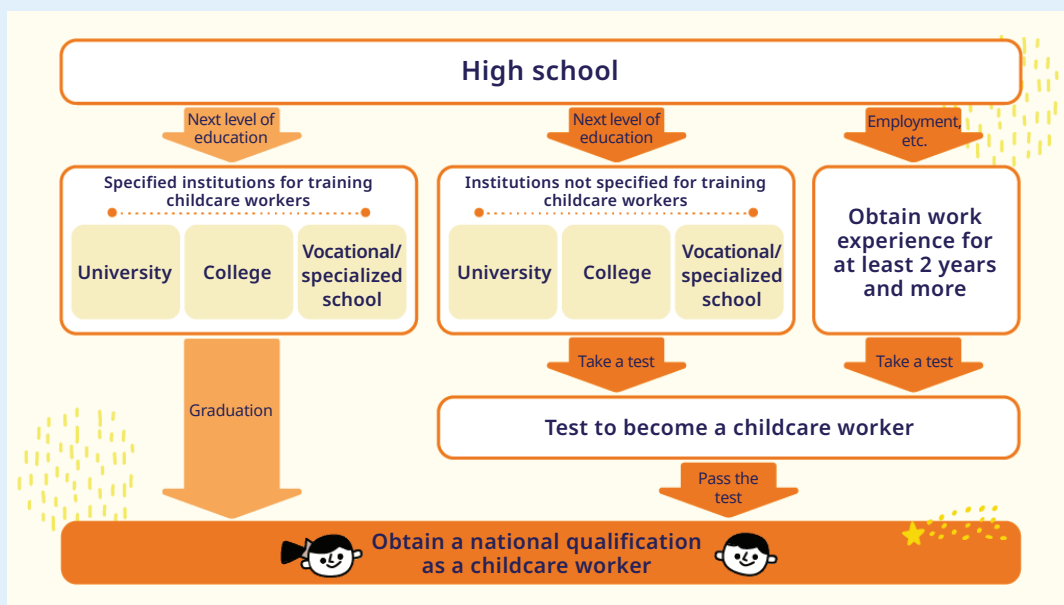 High school
Next level of
education
Next level of
education
Employment,
etc.
Specified institutions for training
childcare workers
University
College
Vocational/
specialized
school
Institutions not specified for training
childcare workers
University
College
Vocational/
specialized
school
Obtain work
experience for
at least 2 years
and more
Graduation
Take a test
Take a test
Test to become a childcare worker
Pass the
test
Obtain a national qualification
as a childcare worker